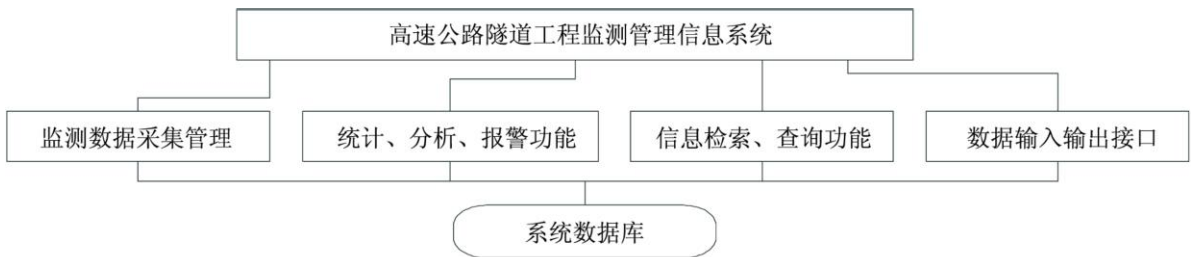 高速公路隧道工程监测管理信息系统
监测数据采集管理
统计、分析、报警功能
信息检索、查询功能
数据输入输出接口
系统数据库